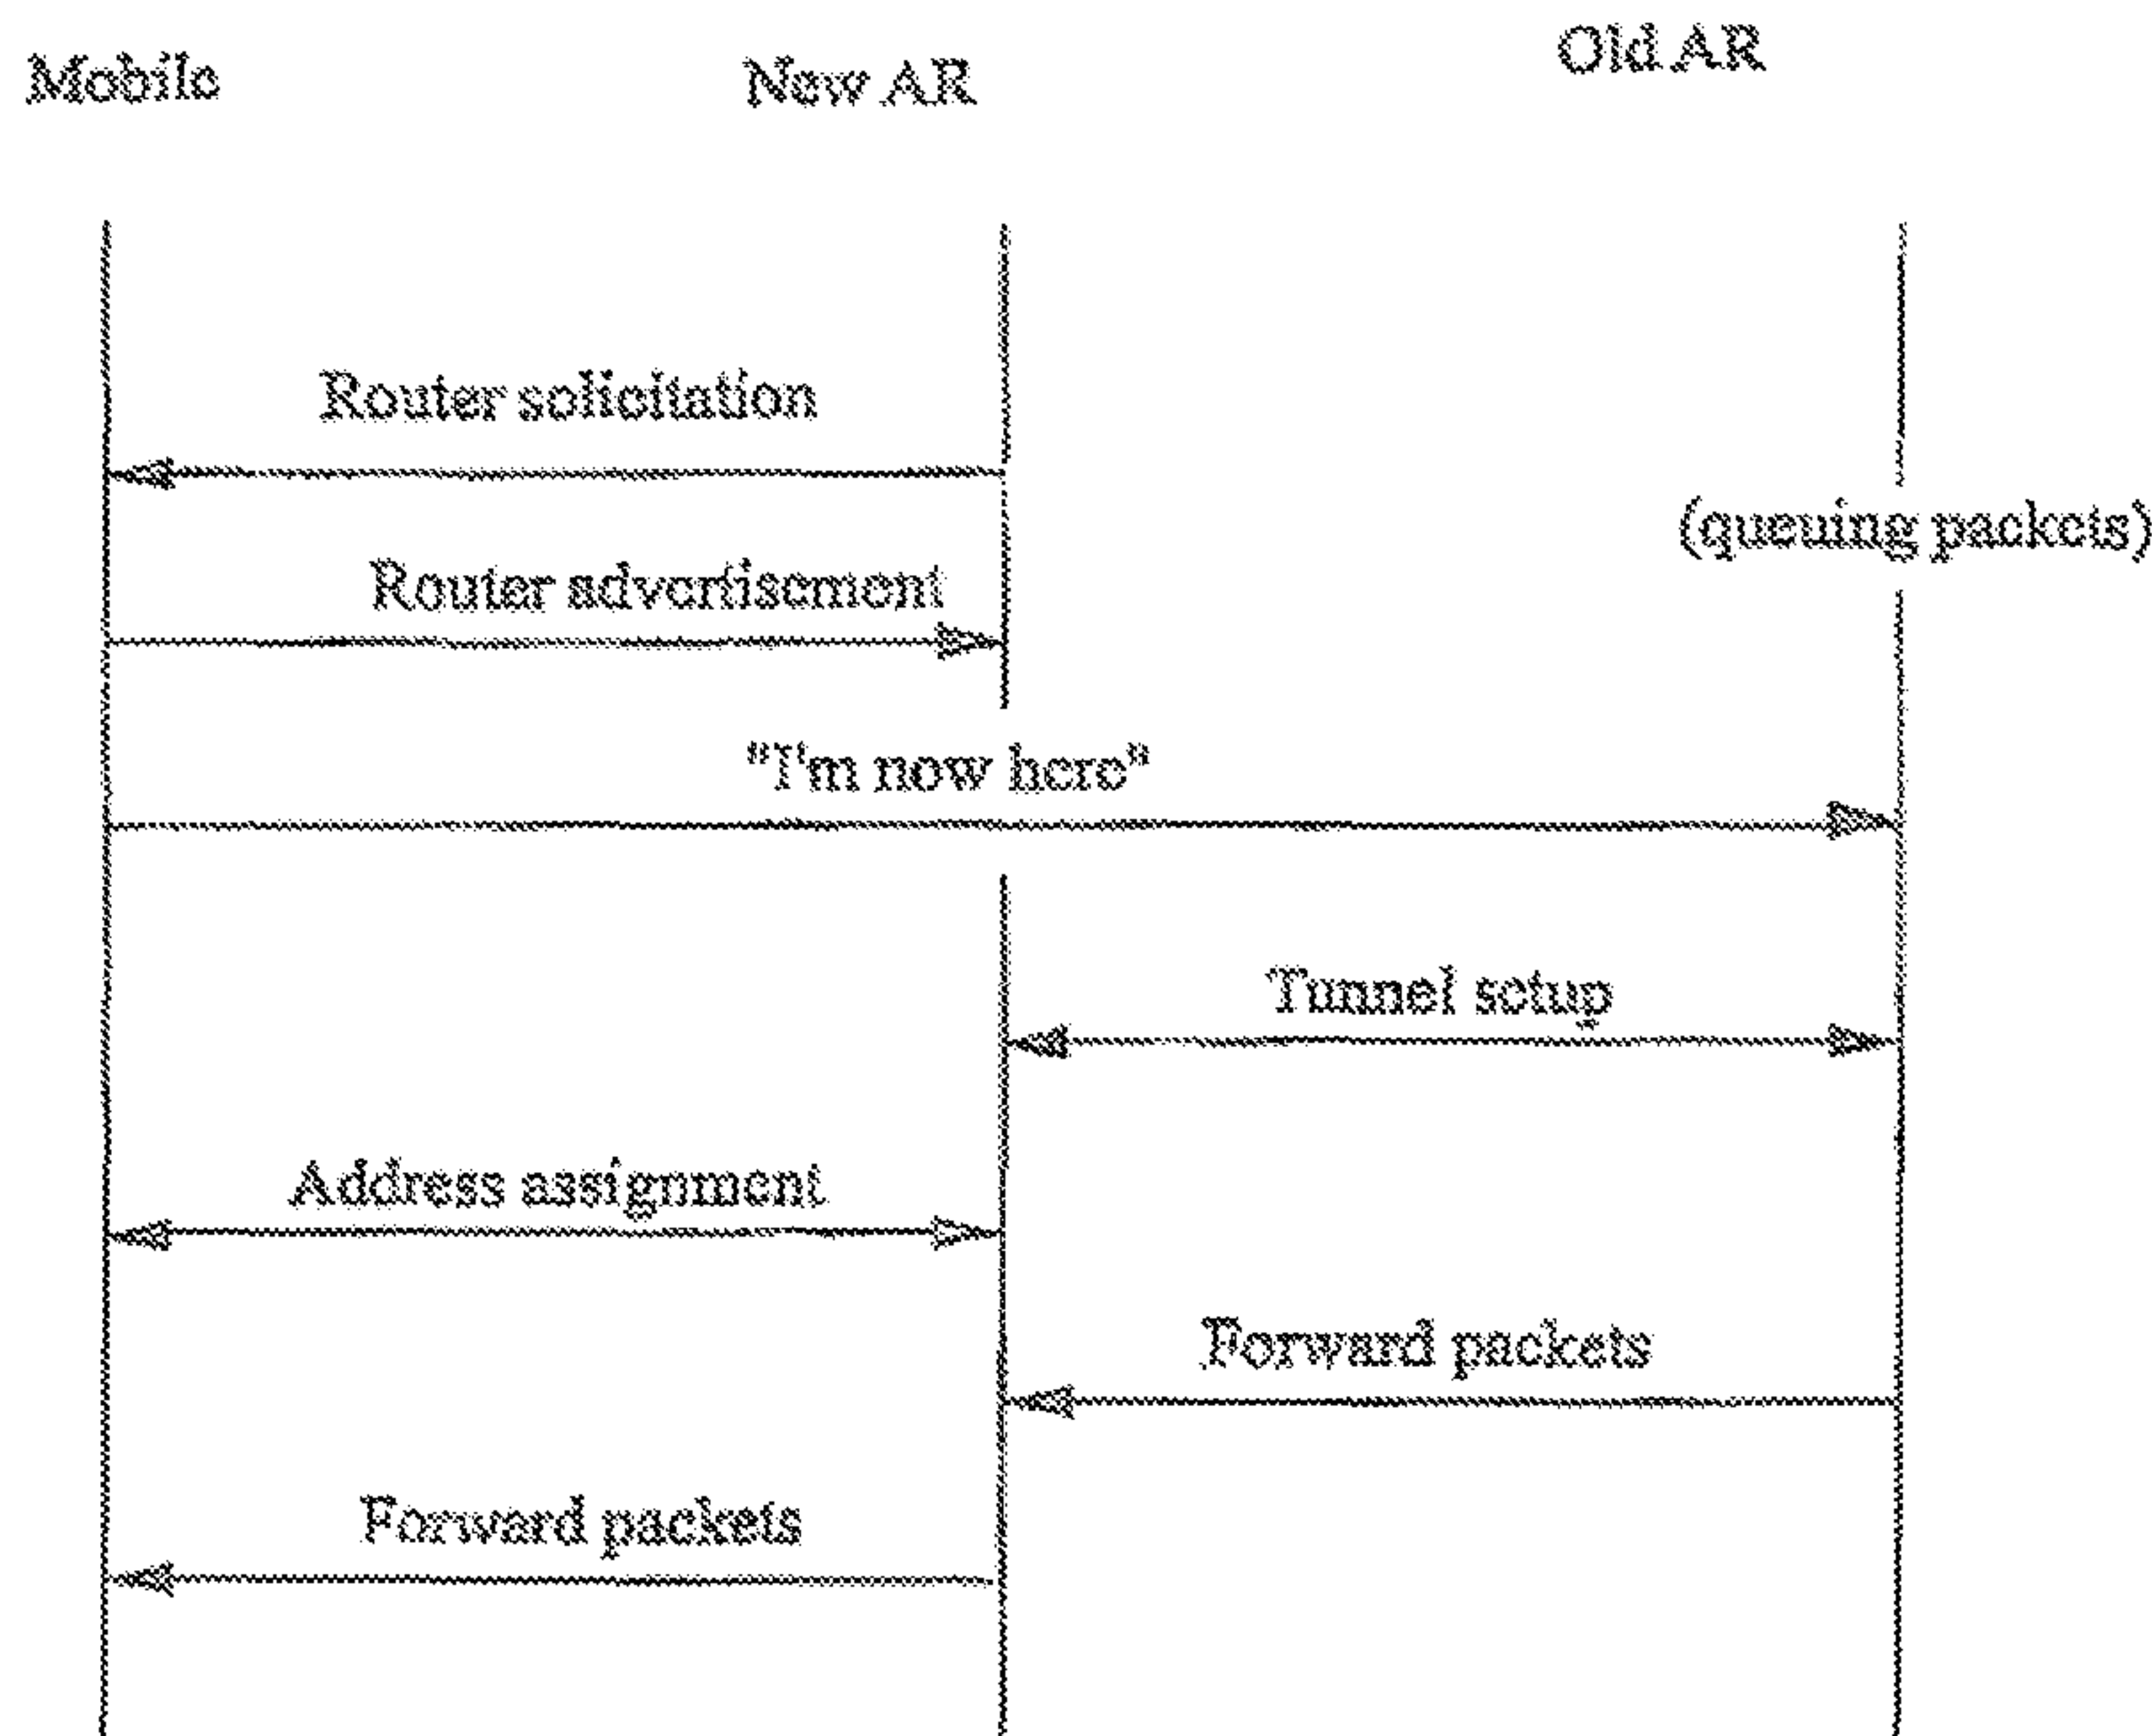 Mobile
New AR
Old AR
Router solicitation
(queuing packets)
Router advertisement
"I'm now here"
Tunnel setup
Address assignment
Forward packets
Forward packets